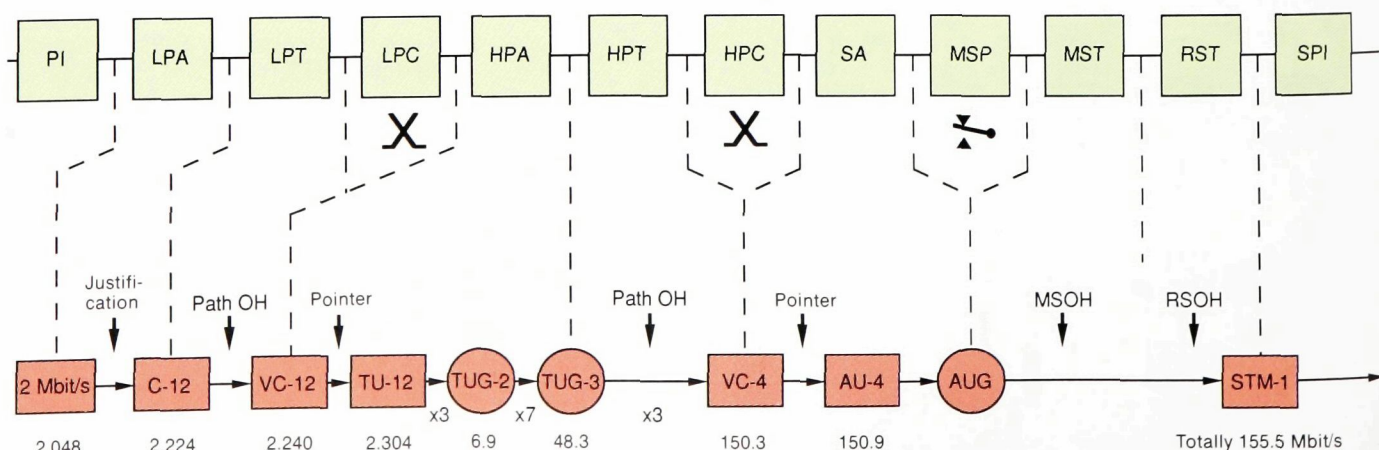 PI LPA LPT LPC HPA HPT HPC SA MSP MST RST SPI
Justifi-
cation
Path OH
Pointer
Path OH
Pointer
MSOH
RSOH
2 Mbit/s C-12 VC-12 TU-12 TUG-2 TUG-3 VC-4 AU-4 AUG STM-1
x3 x7 x3
2.048 2.224 2.240 2.304 6.9 48.3 150.3 150.9 Totally 155.5 Mbit/s